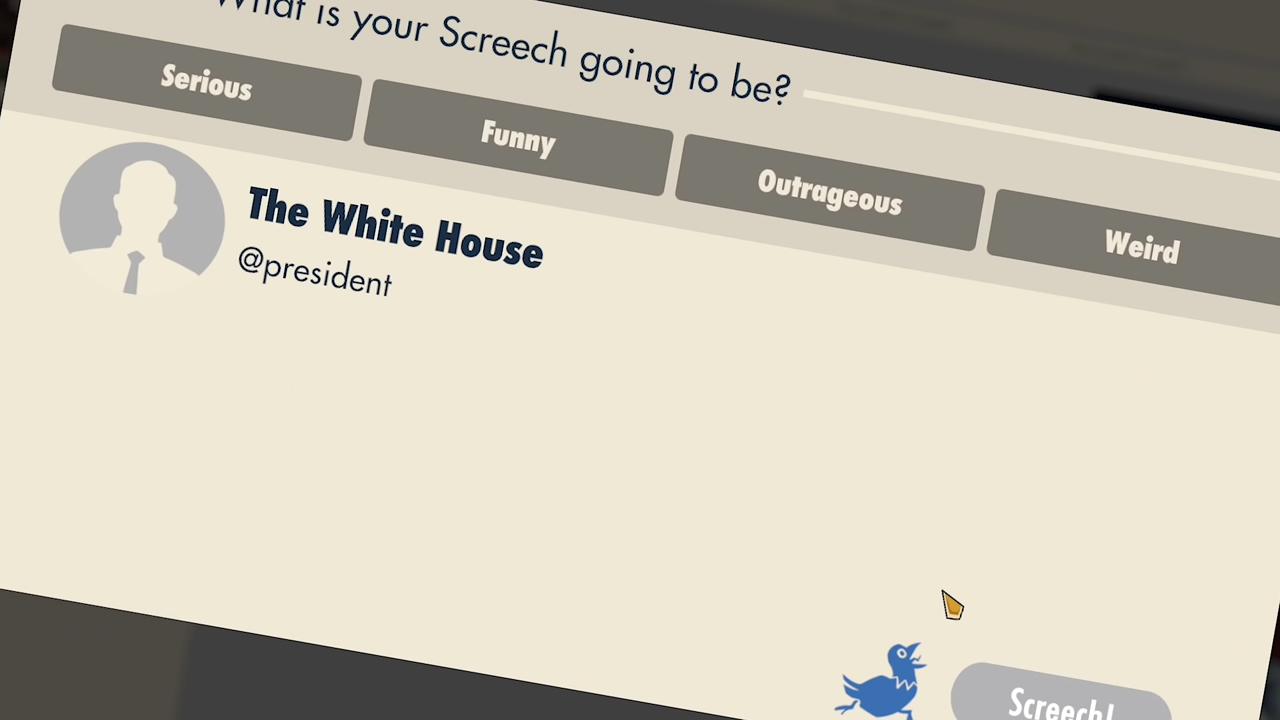 What is your Screech going to be?
Serious
Funny
Outrageous
Weird
The White House
@president
Screech!